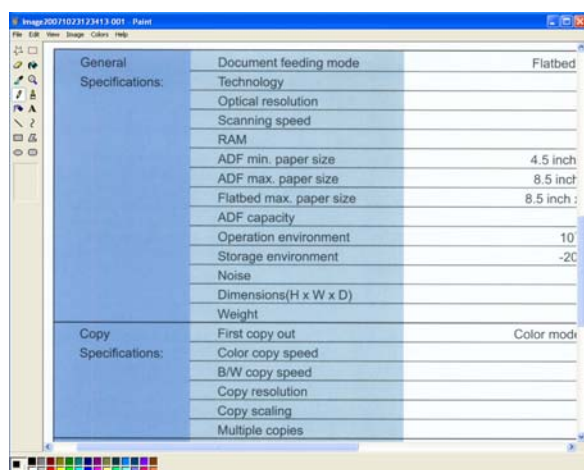 Image20071023123413-001 - Paint
File Edit View Image Colors Help
General Document feeding mode Flatbed
Specifications: Technology
Optical resolution
Scanning speed
RAM
ADF min. paper size 4.5 inch
ADF max. paper size 8.5 inch
Flatbed max. paper size 8.5 inch x
ADF capacity
Operation environment 10
Storage environment -20
Noise
Dimensions(H x W x D)
Weight
Copy First copy out Color mode
Specifications: Color copy speed
B/W copy speed
Copy resolution
Copy scaling
Multiple copies